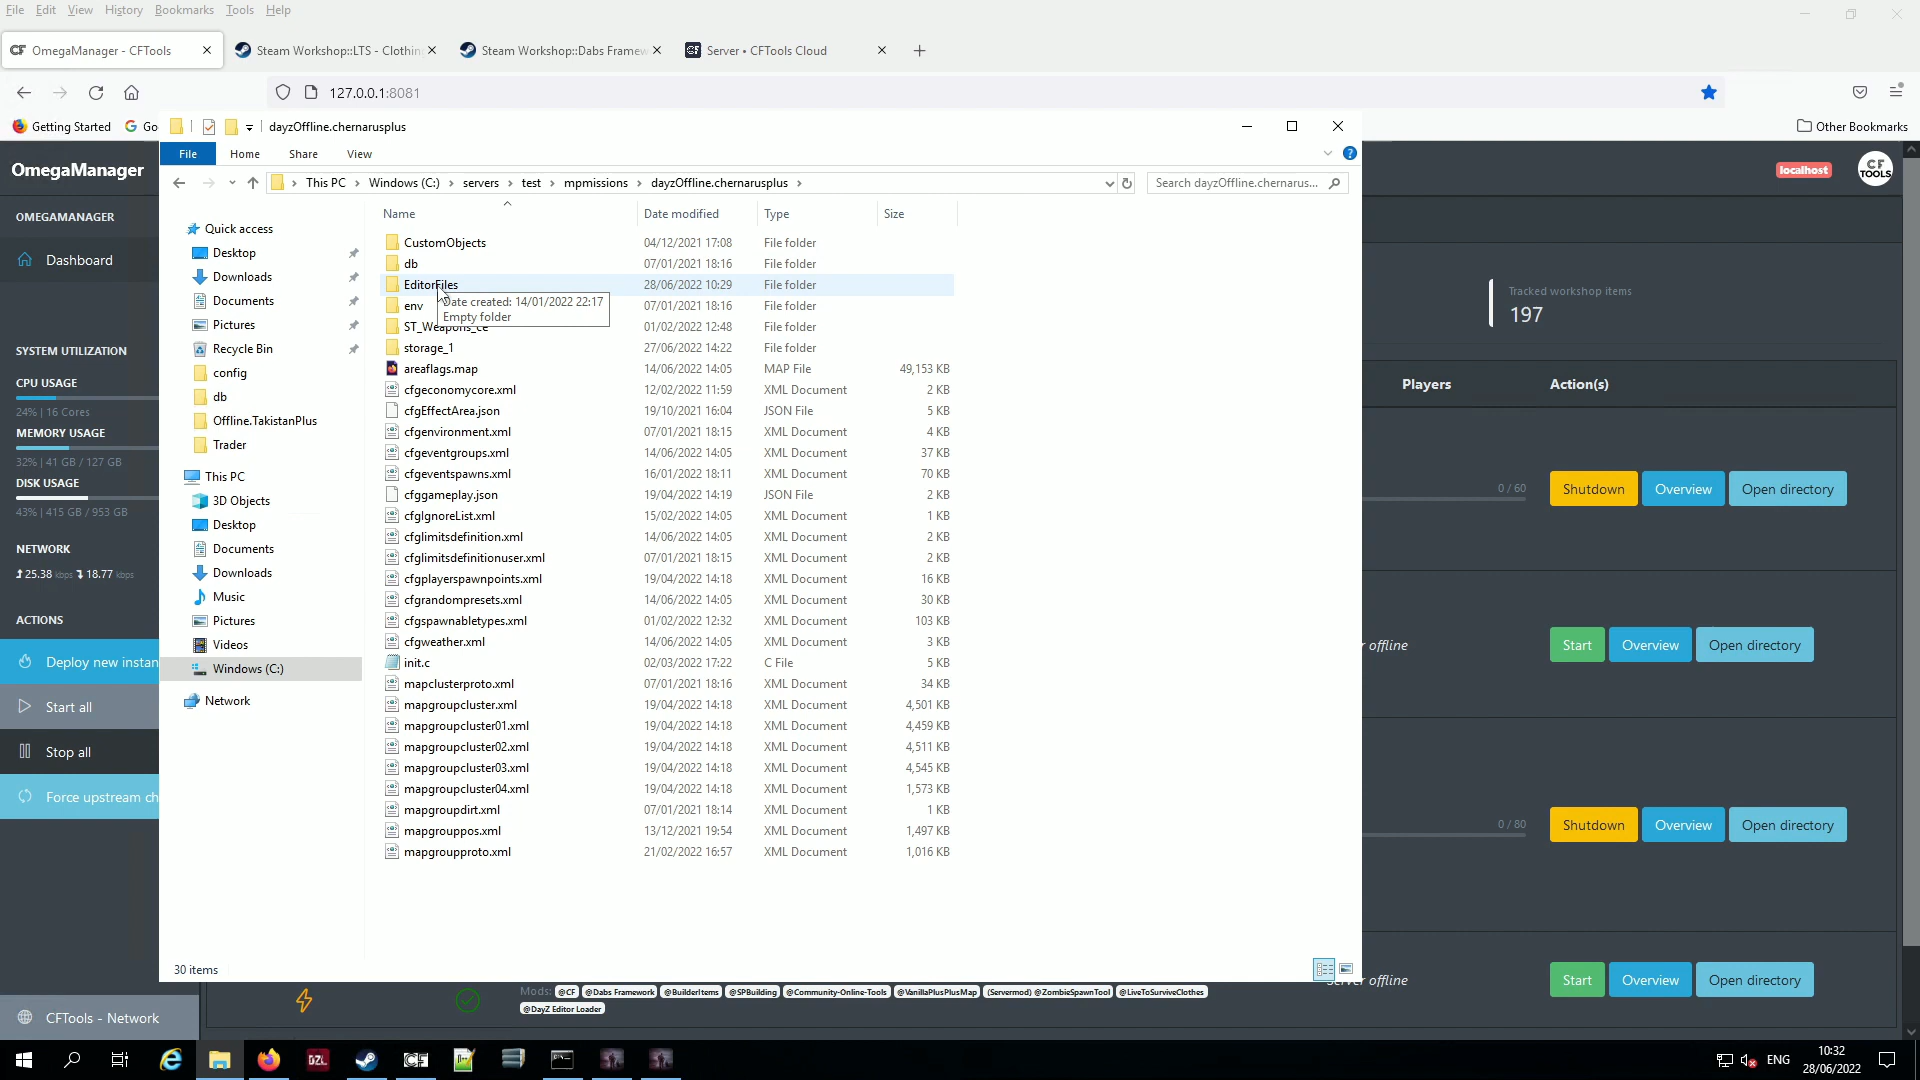 File Edit View History Bookmarks Tools Help
OmegaManager - CFTools
Steam Workshop::LTS - Clothin
Steam Workshop::Dabs Framew
Server • CFTools Cloud
127.0.0.1:8081
Getting Started
Go
dayzOffline.chernarusplus
Other Bookmarks
File Home Share View
OmegaManager
localhost
CF TOOLS
This PC > Windows (C:) > servers > test > mpmissions > dayzOffline.chernarusplus >
Search dayzOffline.chernarus...
OMEGAMANAGER
Dashboard
SYSTEM UTILIZATION
CPU USAGE
24% | 16 Cores
MEMORY USAGE
32% | 41 GB / 127 GB
DISK USAGE
43% | 415 GB / 953 GB
NETWORK
25.38 kbps 18.77 kbps
ACTIONS
Deploy new instan
Start all
Stop all
Force upstream ch
CFTools - Network
Quick access
Desktop
Downloads
Documents
Pictures
Recycle Bin
config
db
Offline.TakistanPlus
Trader
This PC
3D Objects
Desktop
Documents
Downloads
Music
Pictures
Videos
Windows (C:)
Network
Name Date modified Type Size
CustomObjects 04/12/2021 17:08 File folder
db 07/01/2021 18:16 File folder
EditorFiles 28/06/2022 10:29 File folder
env 07/01/2021 18:16 File folder
Date created: 14/01/2022 22:17
Empty folder
ST_Weapons_ce 01/02/2022 12:48 File folder
storage_1 27/06/2022 14:22 File folder
areaflags.map 14/06/2022 14:05 MAP File 49,153 KB
cfgeconomycore.xml 12/02/2022 11:59 XML Document 2 KB
cfgEffectArea.json 19/10/2021 16:04 JSON File 5 KB
cfgenvironment.xml 07/01/2021 18:15 XML Document 4 KB
cfgeventgroups.xml 14/06/2022 14:05 XML Document 37 KB
cfgeventspawns.xml 16/01/2022 18:11 XML Document 70 KB
cfggameplay.json 19/04/2022 14:19 JSON File 2 KB
cfgIgnoreList.xml 15/02/2022 14:05 XML Document 1 KB
cfglimitsdefinition.xml 14/06/2022 14:05 XML Document 2 KB
cfglimitsdefinitionuser.xml 07/01/2021 18:15 XML Document 2 KB
cfgplayerspawnpoints.xml 19/04/2022 14:18 XML Document 16 KB
cfgrandompresets.xml 14/06/2022 14:05 XML Document 30 KB
cfgspawnabletypes.xml 01/02/2022 12:32 XML Document 103 KB
cfgweather.xml 14/06/2022 14:05 XML Document 3 KB
init.c 02/03/2022 17:22 C File 5 KB
mapclusterproto.xml 07/01/2021 18:16 XML Document 34 KB
mapgroupcluster.xml 19/04/2022 14:18 XML Document 4,501 KB
mapgroupcluster01.xml 19/04/2022 14:18 XML Document 4,459 KB
mapgroupcluster02.xml 19/04/2022 14:18 XML Document 4,511 KB
mapgroupcluster03.xml 19/04/2022 14:18 XML Document 4,545 KB
mapgroupcluster04.xml 19/04/2022 14:18 XML Document 1,573 KB
mapgroupdirt.xml 07/01/2021 18:14 XML Document 1 KB
mapgrouppos.xml 13/12/2021 19:54 XML Document 1,497 KB
mapgroupproto.xml 21/02/2022 16:57 XML Document 1,016 KB
30 items
Tracked workshop items
197
Players Action(s)
0 / 60 Shutdown Overview Open directory
r offline Start Overview Open directory
0 / 80 Shutdown Overview Open directory
Server offline Start Overview Open directory
Mods: @CF @Dabs Framework @BuilderItems @SPBuilding @Community-Online-Tools @VanillaPlusPlusMap (Servermod) @ZombieSpawnTool @LiveToSurviveClothes
@DayZ Editor Loader
DZL
CF
ENG
10:32
28/06/2022